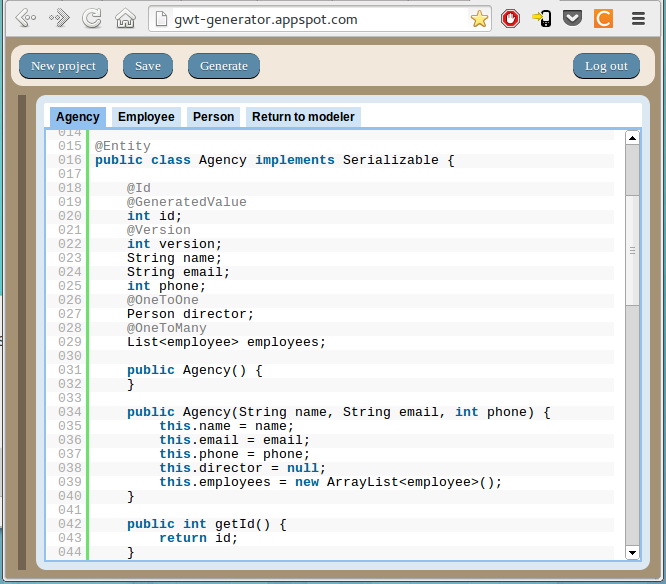 gwt-generator.appspot.com
New project Save Generate Log out
Agency Employee Person Return to modeler
014
015 @Entity
016 public class Agency implements Serializable {
017
018 @Id
019 @GeneratedValue
020 int id;
021 @Version
022 int version;
023 String name;
024 String email;
025 int phone;
026 @OneToOne
027 Person director;
028 @OneToMany
029 List<employee> employees;
030
031 public Agency() {
032 }
033
034 public Agency(String name, String email, int phone) {
035 this.name = name;
036 this.email = email;
037 this.phone = phone;
038 this.director = null;
039 this.employees = new ArrayList<employee>();
040 }
041
042 public int getId() {
043 return id;
044 }